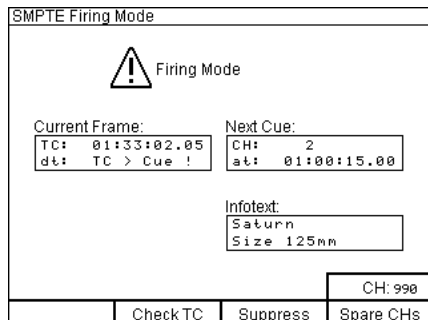 SMPTE Firing Mode
Firing Mode
Current Frame:
TC: 01:33:02.05
dt: TC > Cue !
Next Cue:
CH: 2
at: 01:00:15.00
Infotext:
Saturn
Size 125mm
CH: 990
Check TC Suppress Spare CHs